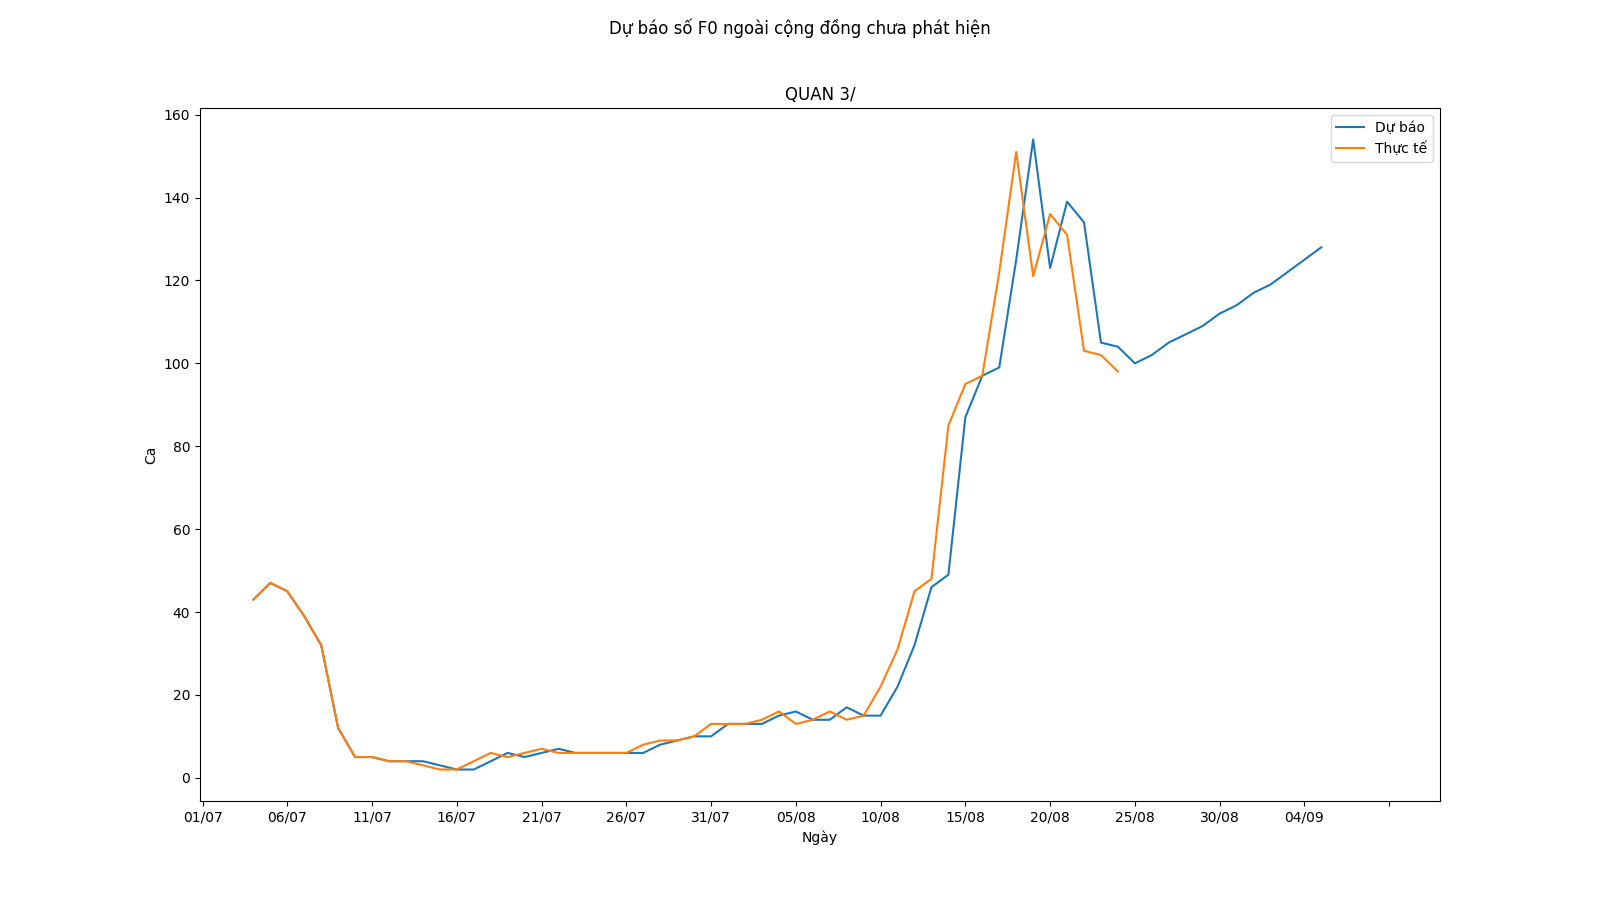 Dự báo số F0 ngoài cộng đồng chưa phát hiện
QUAN 3/
Dự báo
Thực tế
160
140
120
100
80
60
40
20
0
Ca
01/07 06/07 11/07 16/07 21/07 26/07 31/07 05/08 10/08 15/08 20/08 25/08 30/08 04/09
Ngày